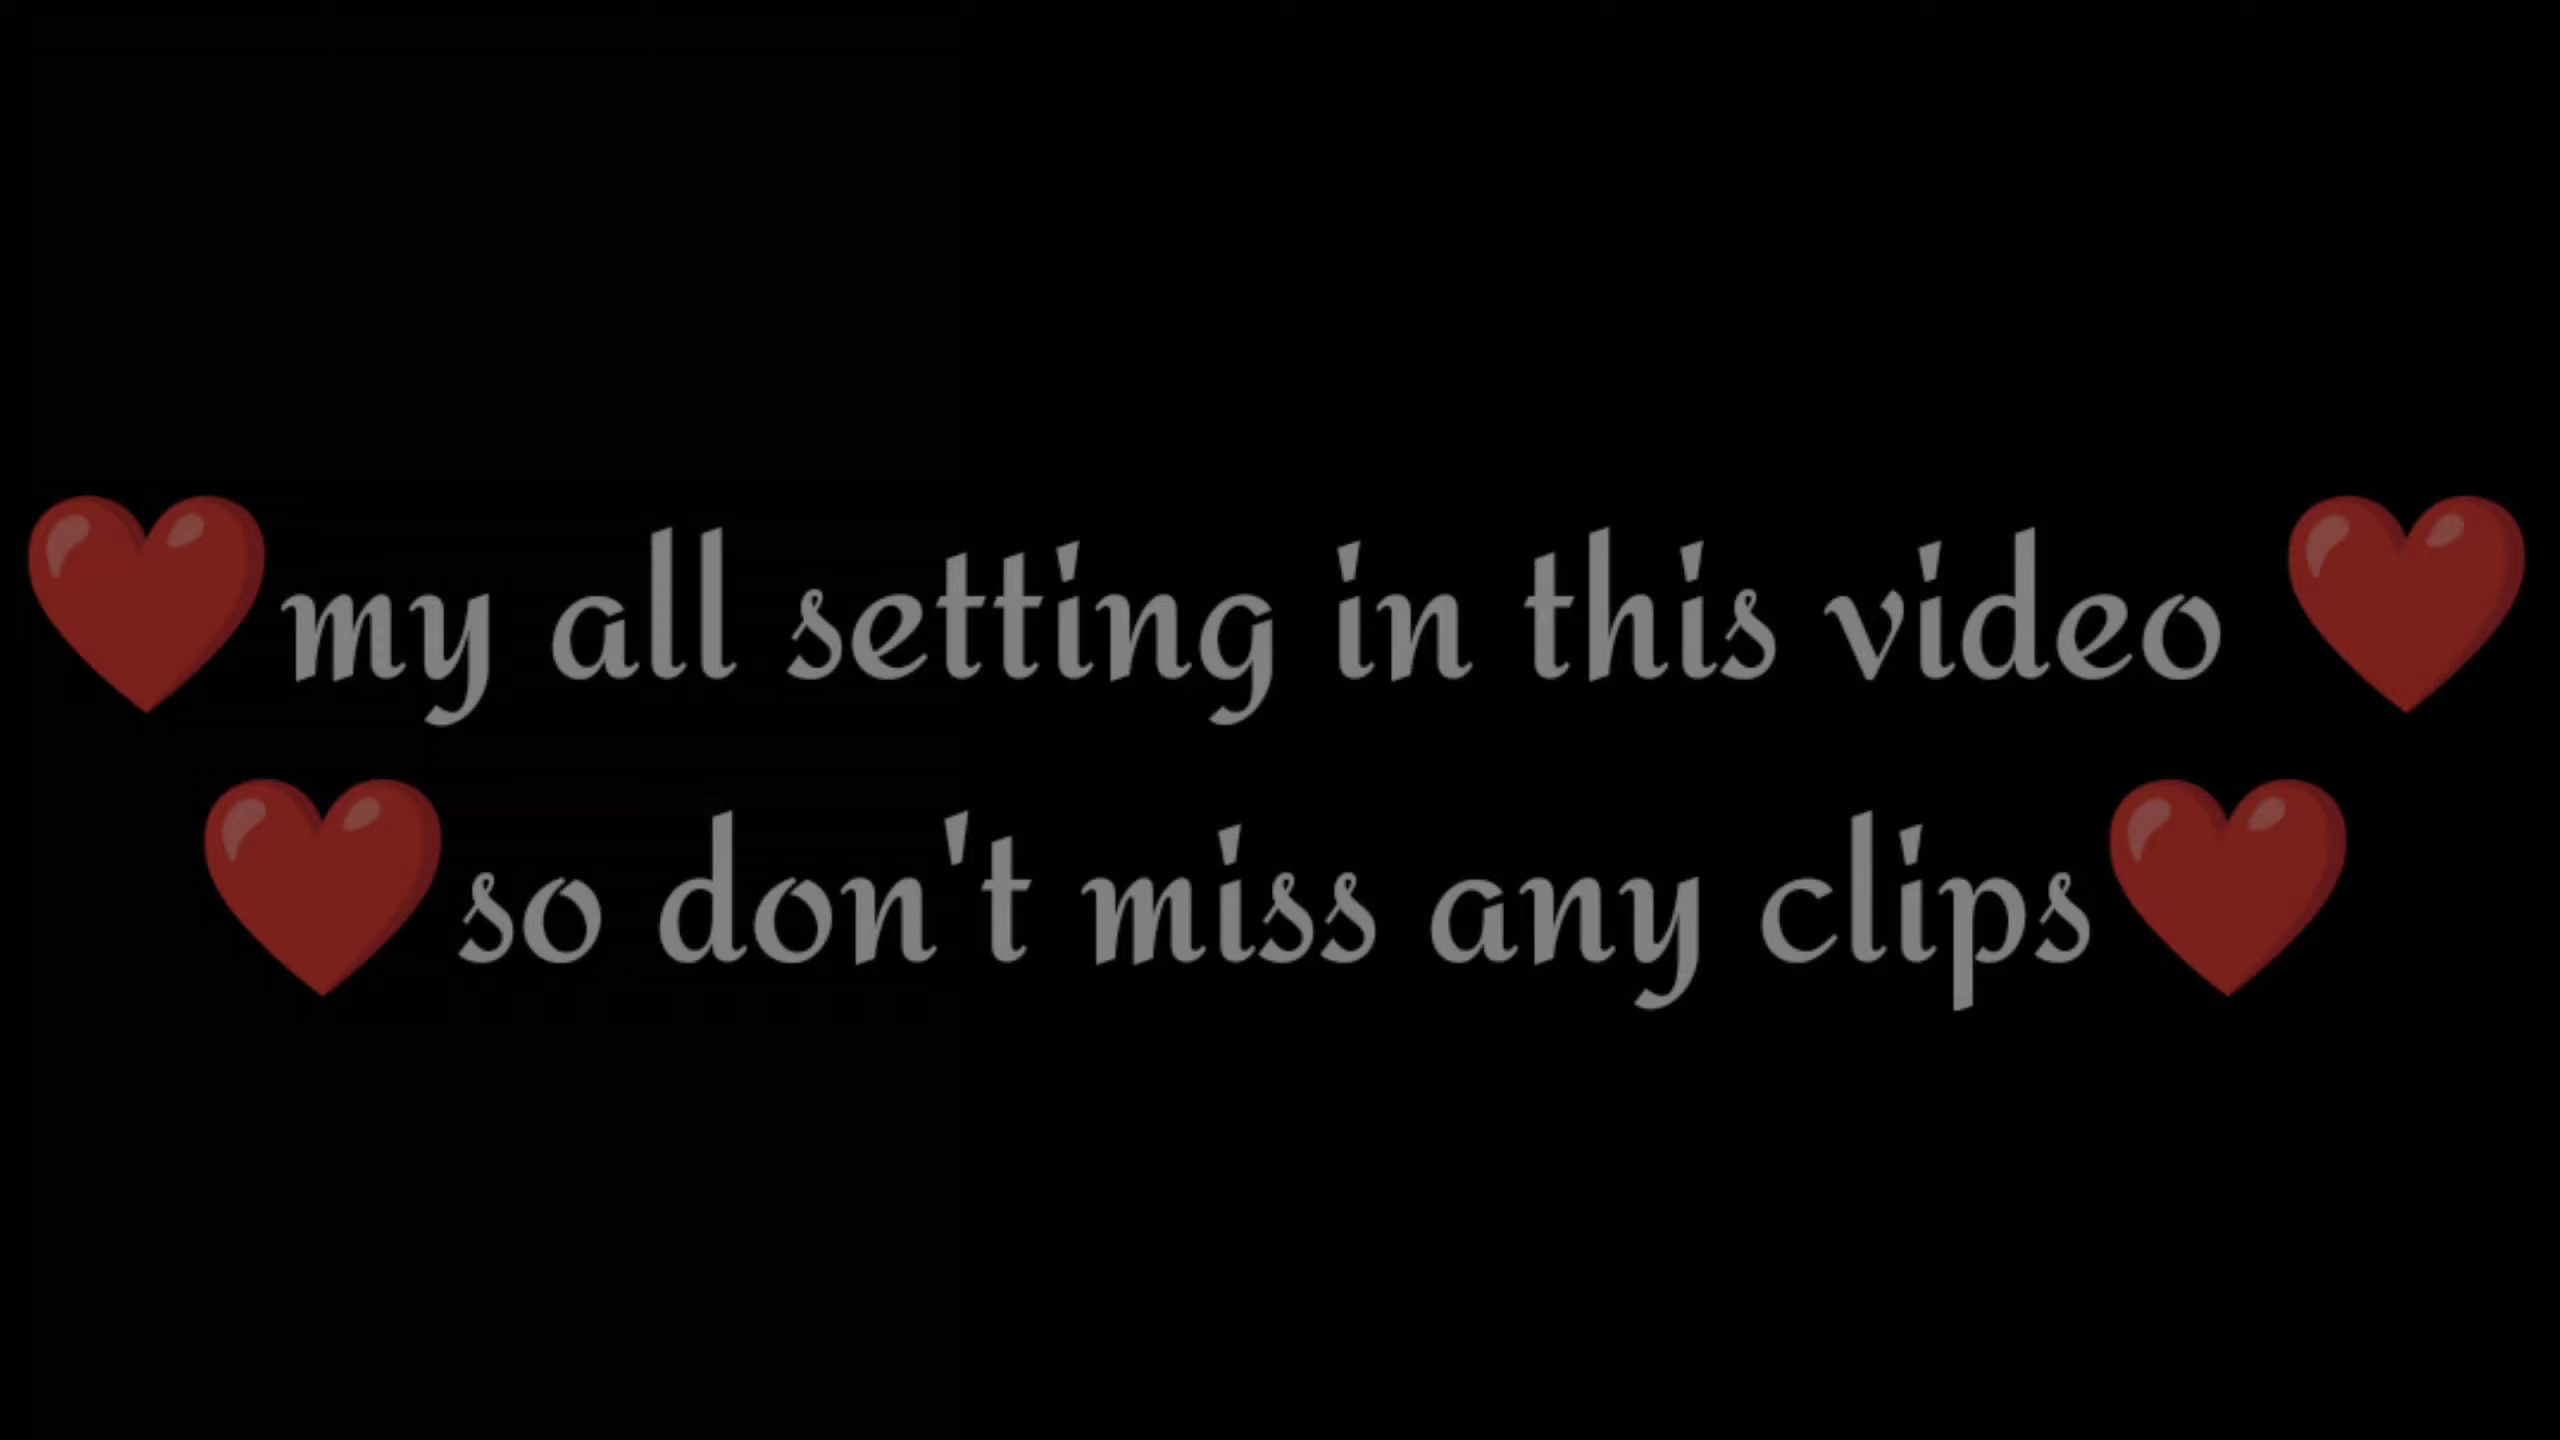 ❤️my all setting in this video ❤️
❤️so don't miss any clips❤️